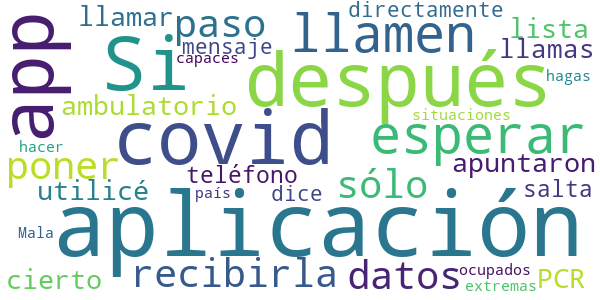 llamar paso llamen directamente lista
mensaje llamas
capaces
app Si después hagas
ambulatorio situaciones
covid esperar
hacer
poner apuntaron
teléfono sólo
utilicé país dice salta
aplicación
Mala
cierto recibirla datos ocupados PCR
extremas